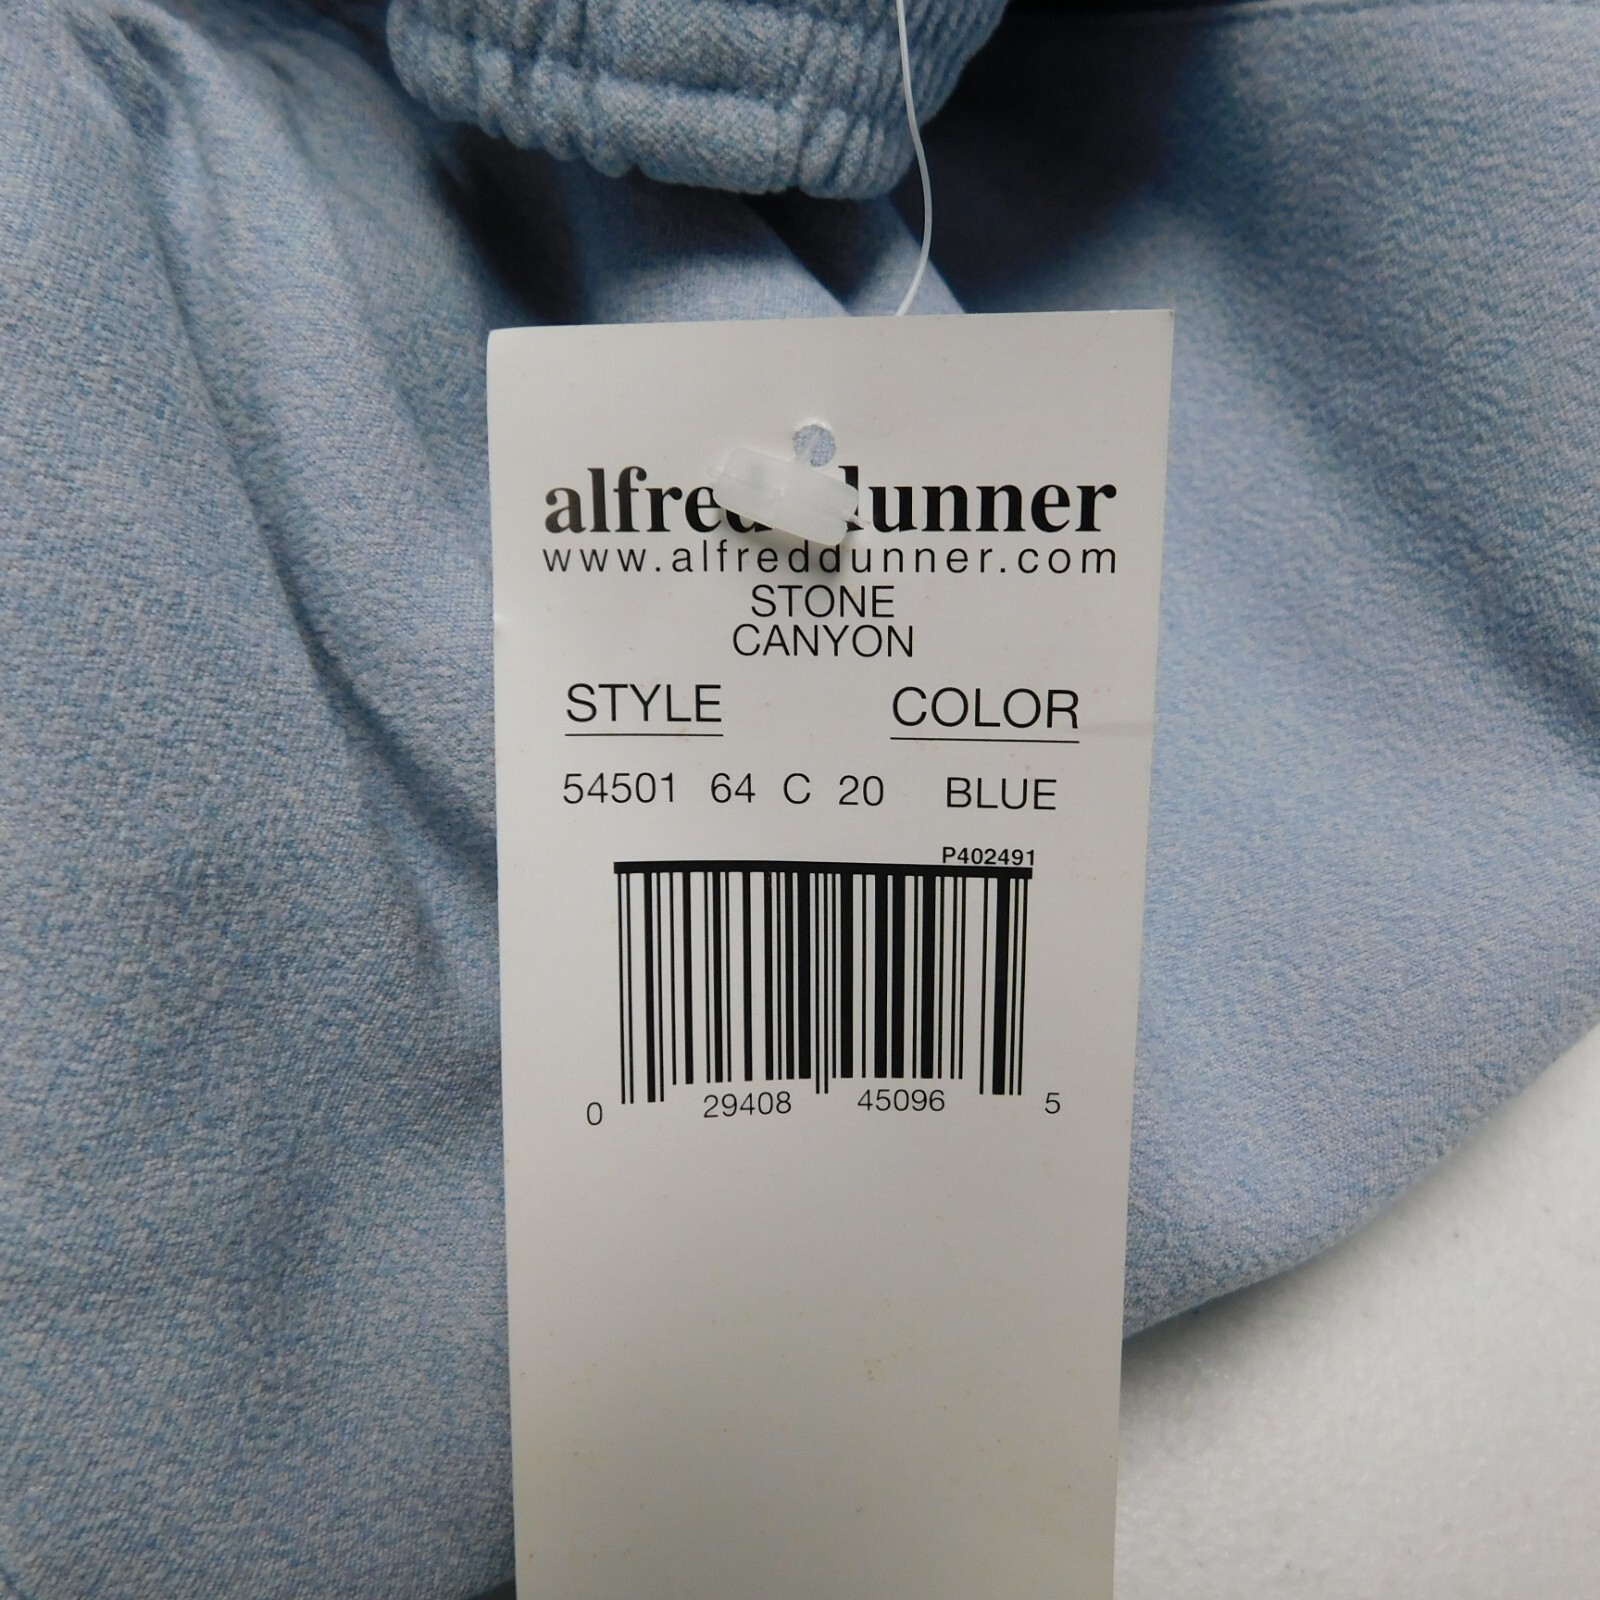 alfred dunner
www.alfreddunner.com
STONE
CANYON
STYLE COLOR
54501 64 C 20 BLUE
P402491
0 29408 45096 5